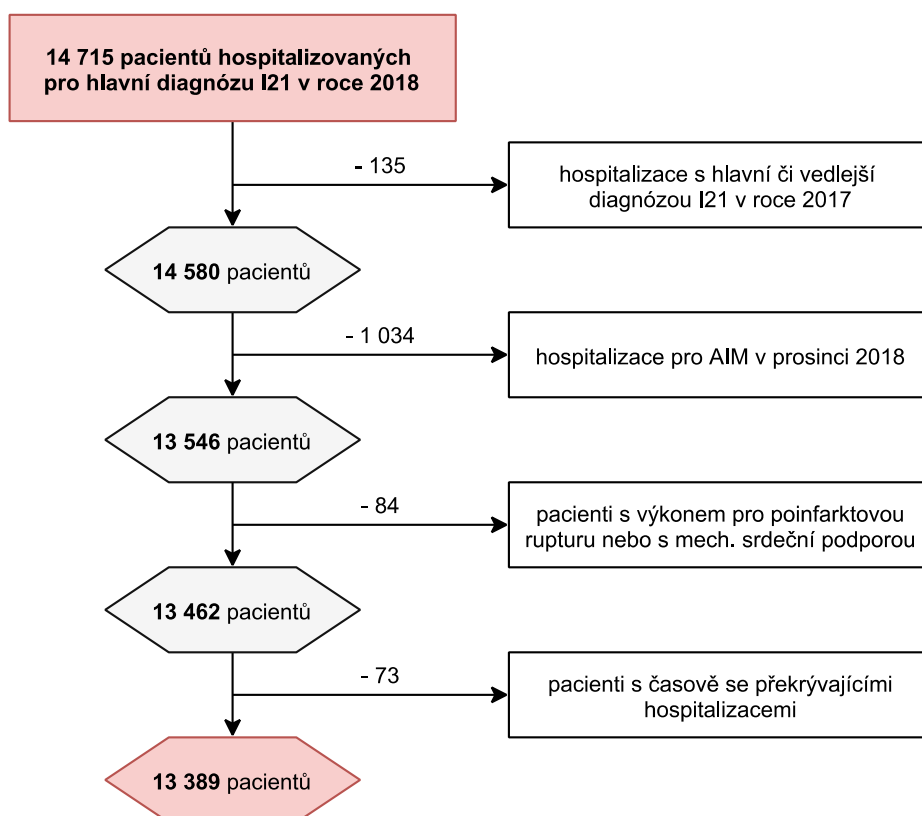 14 715 pacientů hospitalizovaných
pro hlavní diagnózu I21 v roce 2018
- 135
hospitalizace s hlavní či vedlejší
diagnózou I21 v roce 2017
14 580 pacientů
- 1 034
hospitalizace pro AIM v prosinci 2018
13 546 pacientů
- 84
pacienti s výkonem pro poinfarktovou
rupturu nebo s mech. srdeční podporou
13 462 pacientů
- 73
pacienti s časově se překrývajícími
hospitalizacemi
13 389 pacientů